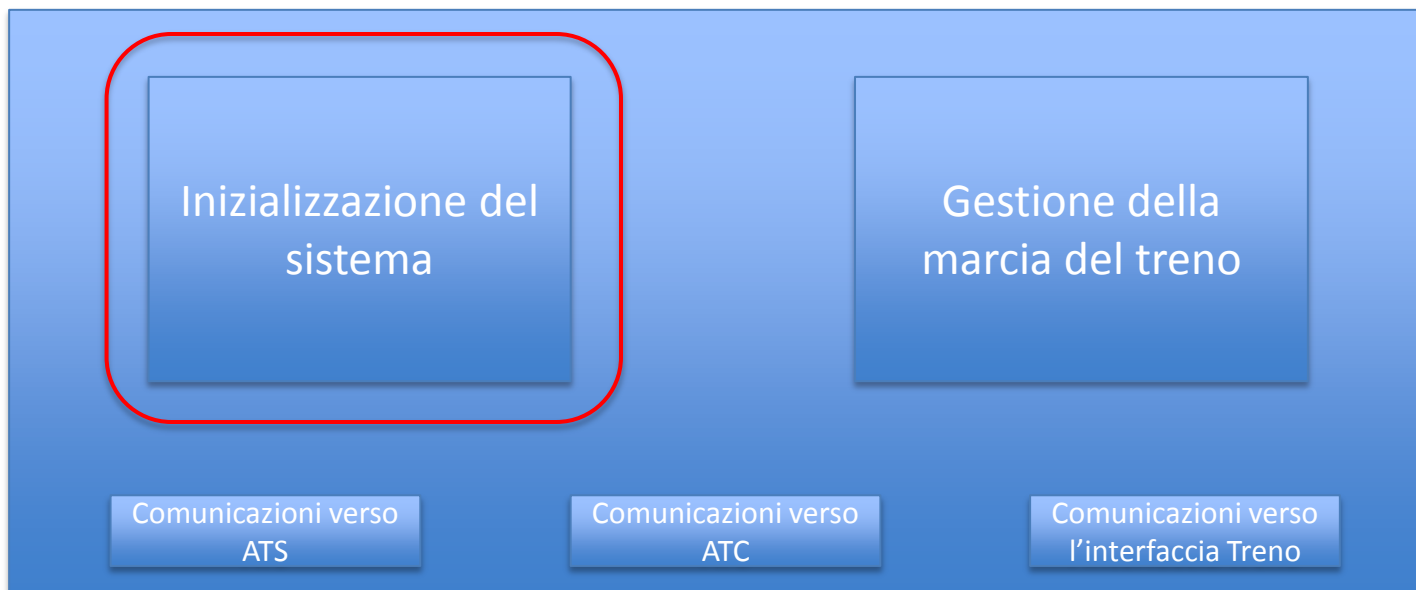 Inizializzazione del
sistema
Gestione della
marcia del treno
Comunicazioni verso
ATS
Comunicazioni verso
ATC
Comunicazioni verso
l’interfaccia Treno